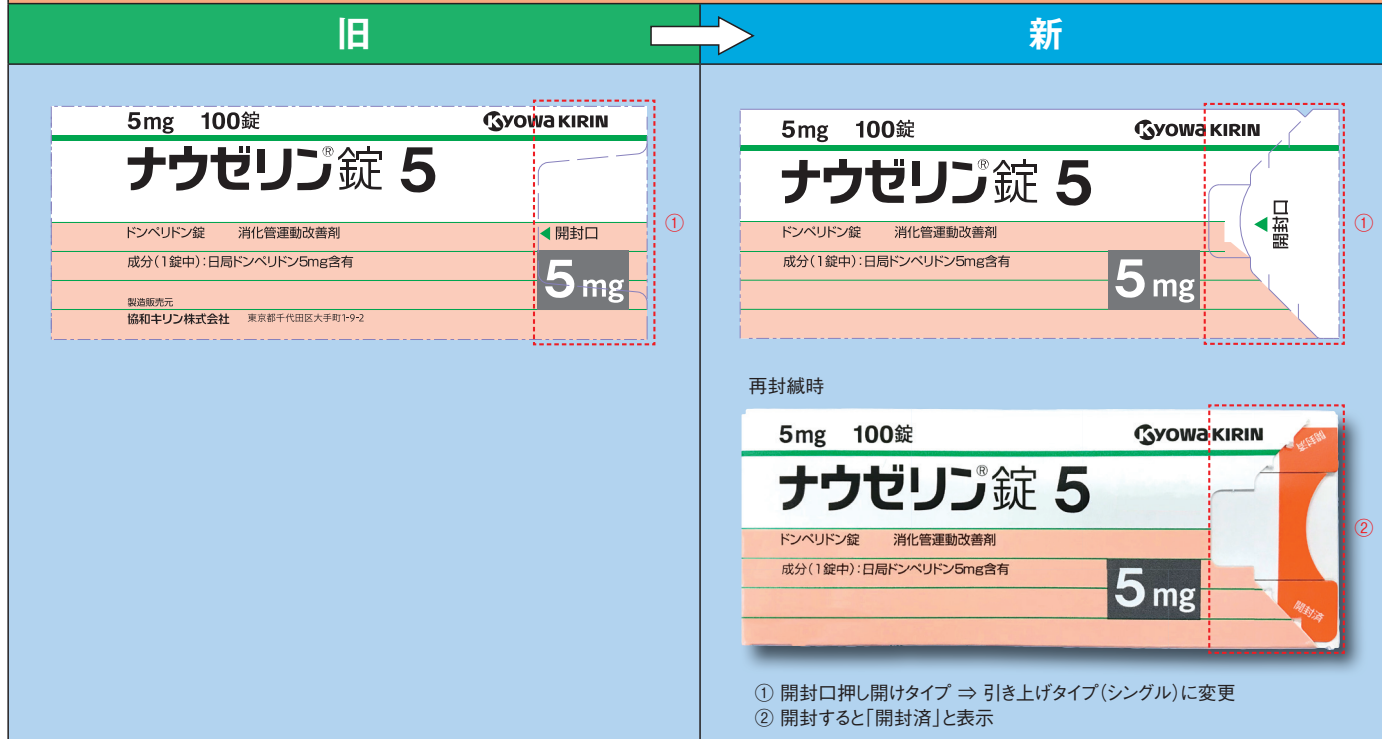 旧
新
5mg 100錠
KYOWA KIRIN
ナウゼリン®錠 5
ドンペリドン錠 消化管運動改善剤
◀開封口
成分(1錠中):日局ドンペリドン5mg含有
5 mg
製造販売元
協和キリン株式会社 東京都千代田区大手町1-9-2
①
5mg 100錠
KYOWA KIRIN
ナウゼリン®錠 5
ドンペリドン錠 消化管運動改善剤
◀開封口
成分(1錠中):日局ドンペリドン5mg含有
5 mg
①
再封緘時
5mg 100錠
KYOWA KIRIN
開封済
ナウゼリン®錠 5
ドンペリドン錠 消化管運動改善剤
成分(1錠中):日局ドンペリドン5mg含有
5 mg
開封済
②
① 開封口押し開けタイプ ⇒ 引き上げタイプ(シングル)に変更
② 開封すると「開封済」と表示